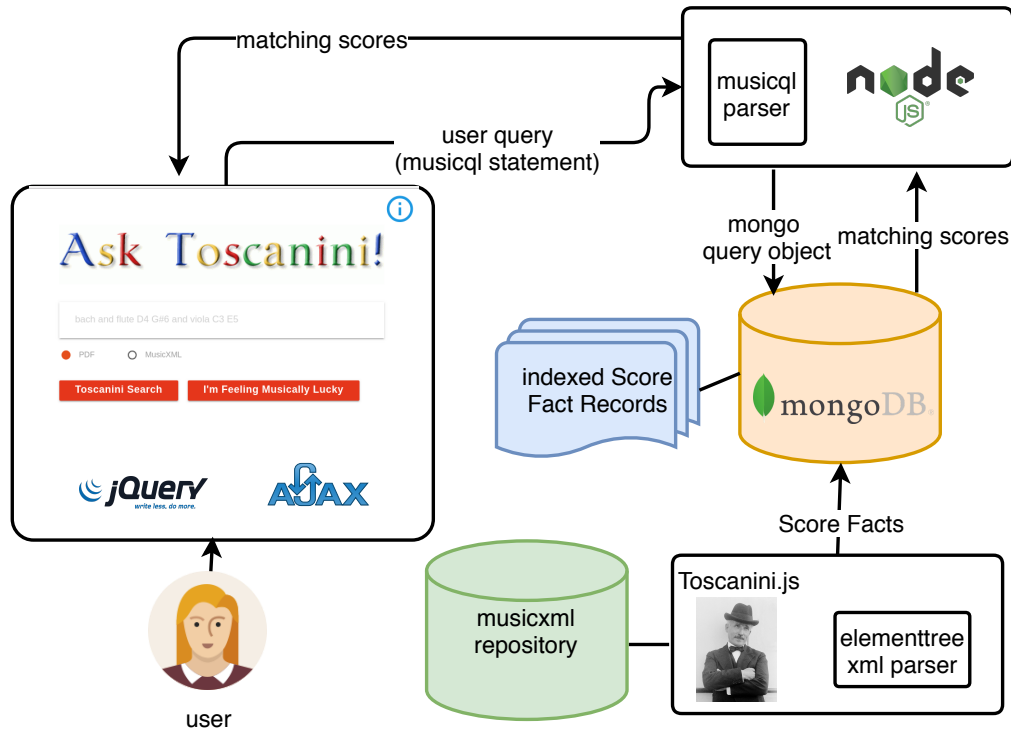 matching scores
musicql
parser
node
JS
user query
(musicql statement)
mongo
query object
matching scores
Ask Toscanini!
bach and flute D4 G#6 and viola C3 E5
PDF
MusicXML
Toscanini Search
I'm Feeling Musically Lucky
jQuery
write less. do more.
AJAX
indexed Score
Fact Records
mongoDB®
Score Facts
musicxml
repository
Toscanini.js
elementtree
xml parser
user